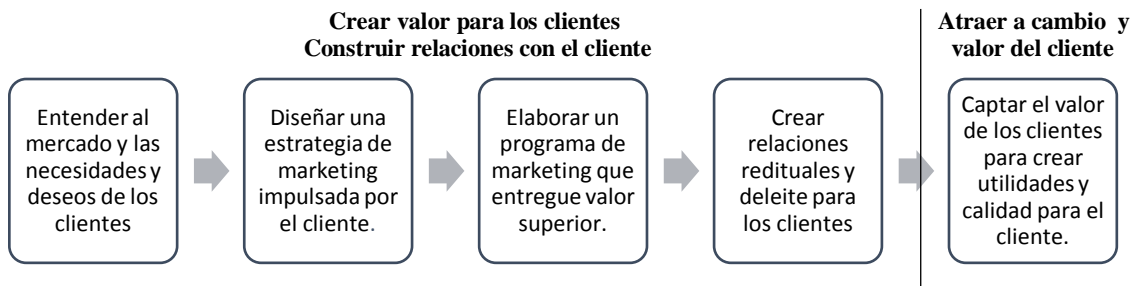 Crear valor para los clientes
Construir relaciones con el cliente
Atraer a cambio y
valor del cliente
Entender al
mercado y las
necesidades y
deseos de los
clientes
Diseñar una
estrategia de
marketing
impulsada por
el cliente.
Elaborar un
programa de
marketing que
entregue valor
superior.
Crear
relaciones
redituales y
deleite para
los clientes
Captar el valor
de los clientes
para crear
utilidades y
calidad para el
cliente.